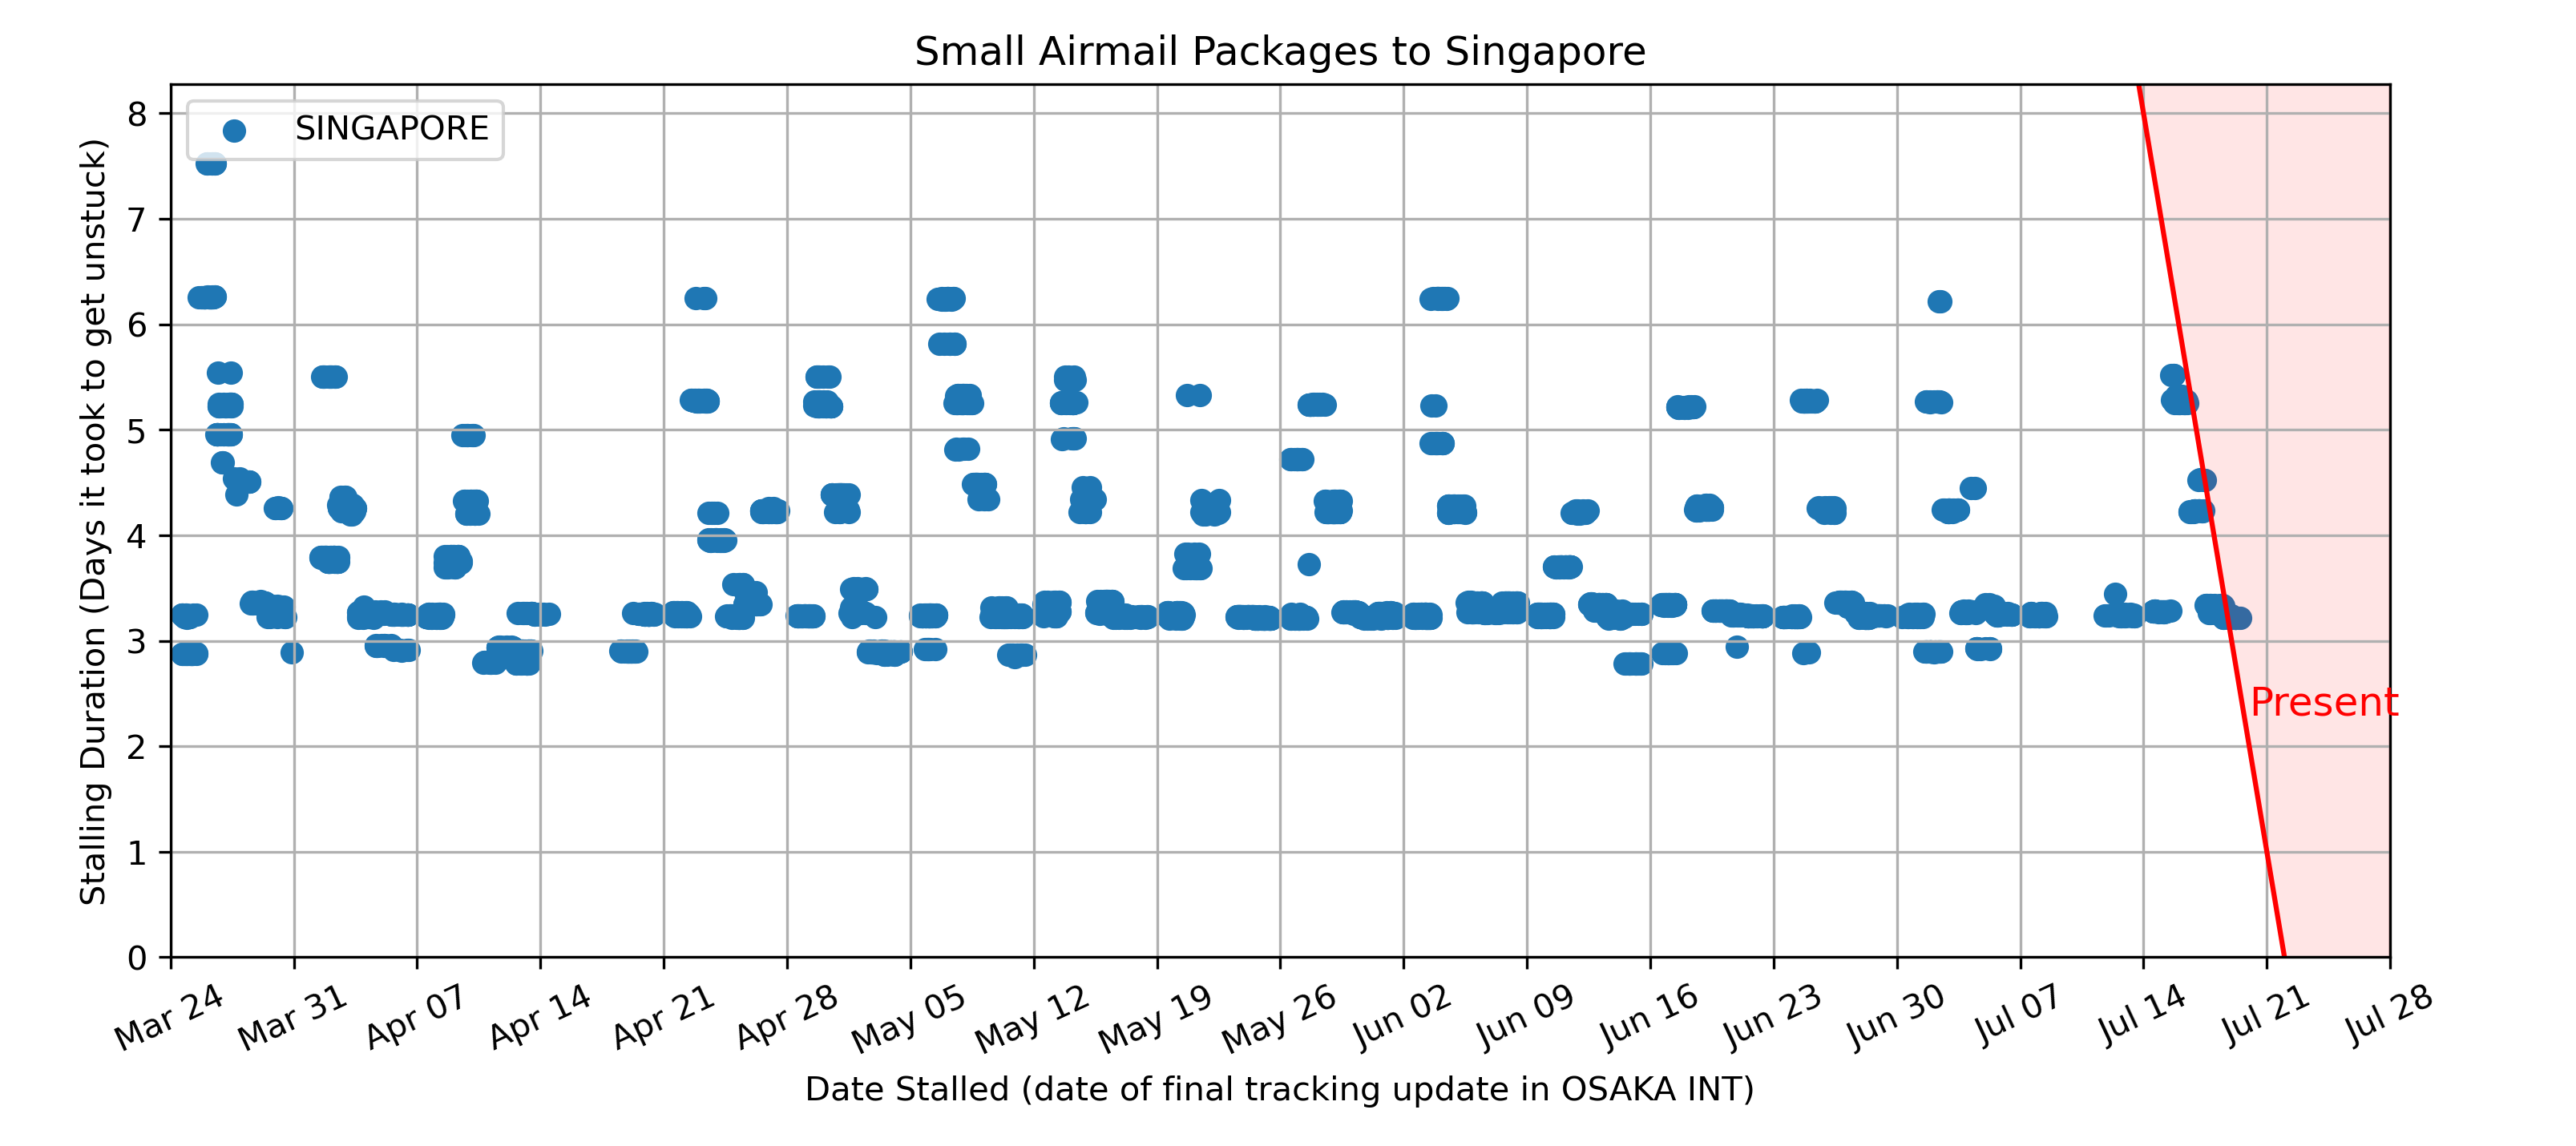 Small Airmail Packages to Singapore
SINGAPORE
Stalling Duration (Days it took to get unstuck)
8
7
6
5
4
3
2
1
0
Present
Mar 24
Mar 31
Apr 07
Apr 14
Apr 21
Apr 28
May 05
May 12
May 19
May 26
Jun 02
Jun 09
Jun 16
Jun 23
Jun 30
Jul 07
Jul 14
Jul 21
Jul 28
Date Stalled (date of final tracking update in OSAKA INT)